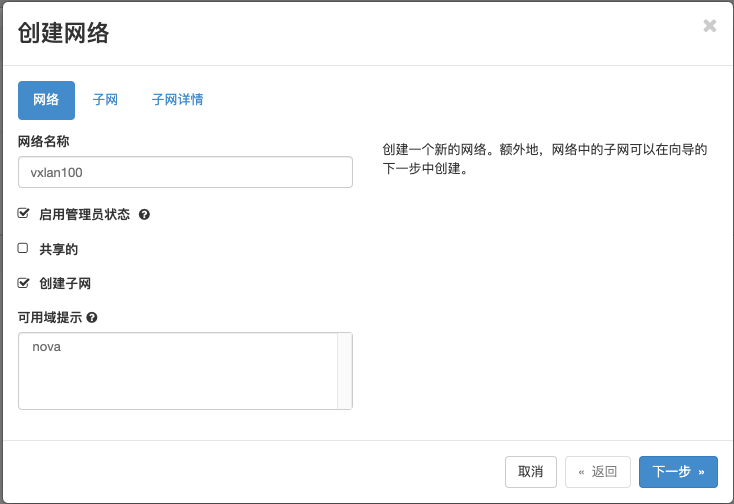 创建网络
×
网络 子网 子网详情
网络名称
vxlan100
启用管理员状态
共享的
创建子网
可用域提示
nova
创建一个新的网络。额外地，网络中的子网可以在向导的
下一步中创建。
取消 « 返回 下一步 »